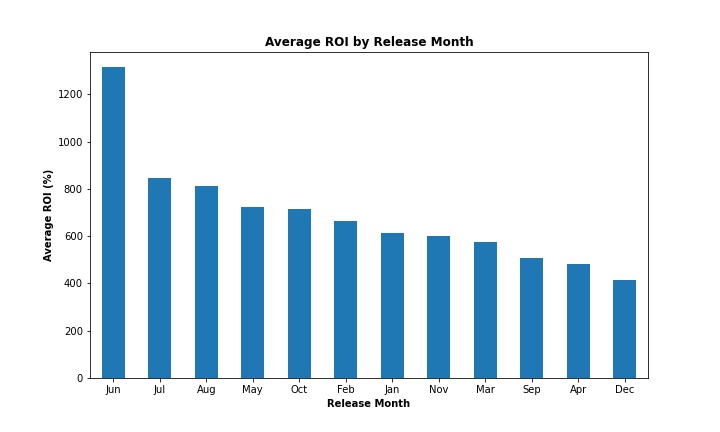 Average ROI by Release Month
Average ROI (%)
1200
1000
800
600
400
200
0
Jun Jul Aug May Oct Feb Jan Nov Mar Sep Apr Dec
Release Month